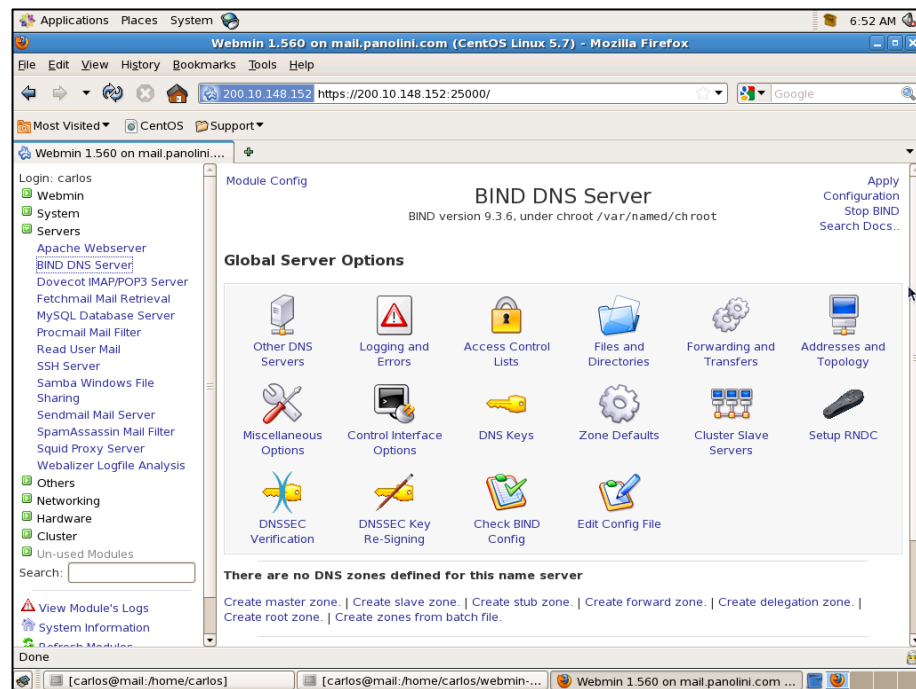 Applications Places System
6:52 AM
Webmin 1.560 on mail.panolini.com (CentOS Linux 5.7) - Mozilla Firefox
File Edit View History Bookmarks Tools Help
200.10.148.152 https://200.10.148.152:25000/
Google
Most Visited CentOS Support
Webmin 1.560 on mail.panolini....
Login: carlos
Webmin
System
Servers
Apache Webserver
BIND DNS Server
Dovecot IMAP/POP3 Server
Fetchmail Mail Retrieval
MySQL Database Server
Procmail Mail Filter
Read User Mail
SSH Server
Samba Windows File
Sharing
Sendmail Mail Server
SpamAssassin Mail Filter
Squid Proxy Server
Webalizer Logfile Analysis
Others
Networking
Hardware
Cluster
Un-used Modules
Search:
View Module's Logs
System Information
Refresh Modules
Module Config
BIND DNS Server
BIND version 9.3.6, under chroot /var/named/chroot
Apply
Configuration
Stop BIND
Search Docs..
Global Server Options
Other DNS
Servers
Logging and
Errors
Access Control
Lists
Files and
Directories
Forwarding and
Transfers
Addresses and
Topology
Miscellaneous
Options
Control Interface
Options
DNS Keys
Zone Defaults
Cluster Slave
Servers
Setup RNDC
DNSSEC
Verification
DNSSEC Key
Re-Signing
Check BIND
Config
Edit Config File
There are no DNS zones defined for this name server
Create master zone. | Create slave zone. | Create stub zone. | Create forward zone. | Create delegation zone. |
Create root zone. | Create zones from batch file.
Done
[carlos@mail:/home/carlos]
[carlos@mail:/home/carlos/webmin-...
Webmin 1.560 on mail.panolini.com ...